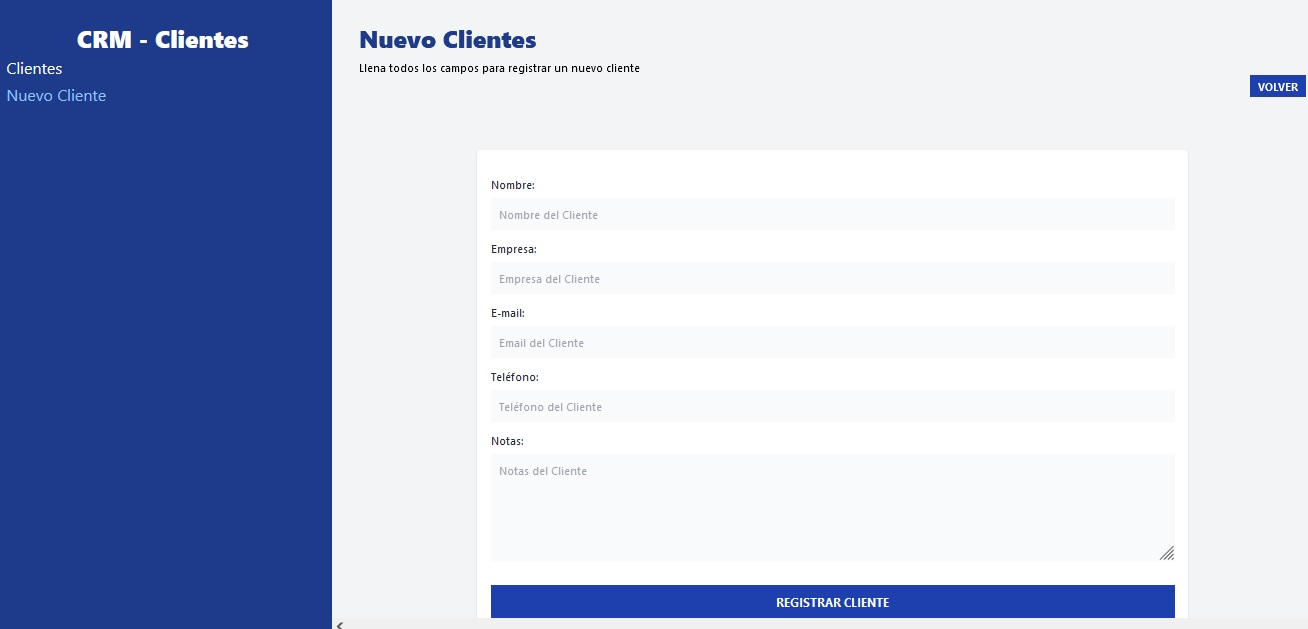 CRM - Clientes
Clientes
Nuevo Cliente
Nuevo Clientes
Llena todos los campos para registrar un nuevo cliente
VOLVER
Nombre:
Nombre del Cliente
Empresa:
Empresa del Cliente
E-mail:
Email del Cliente
Teléfono:
Teléfono del Cliente
Notas:
Notas del Cliente
REGISTRAR CLIENTE